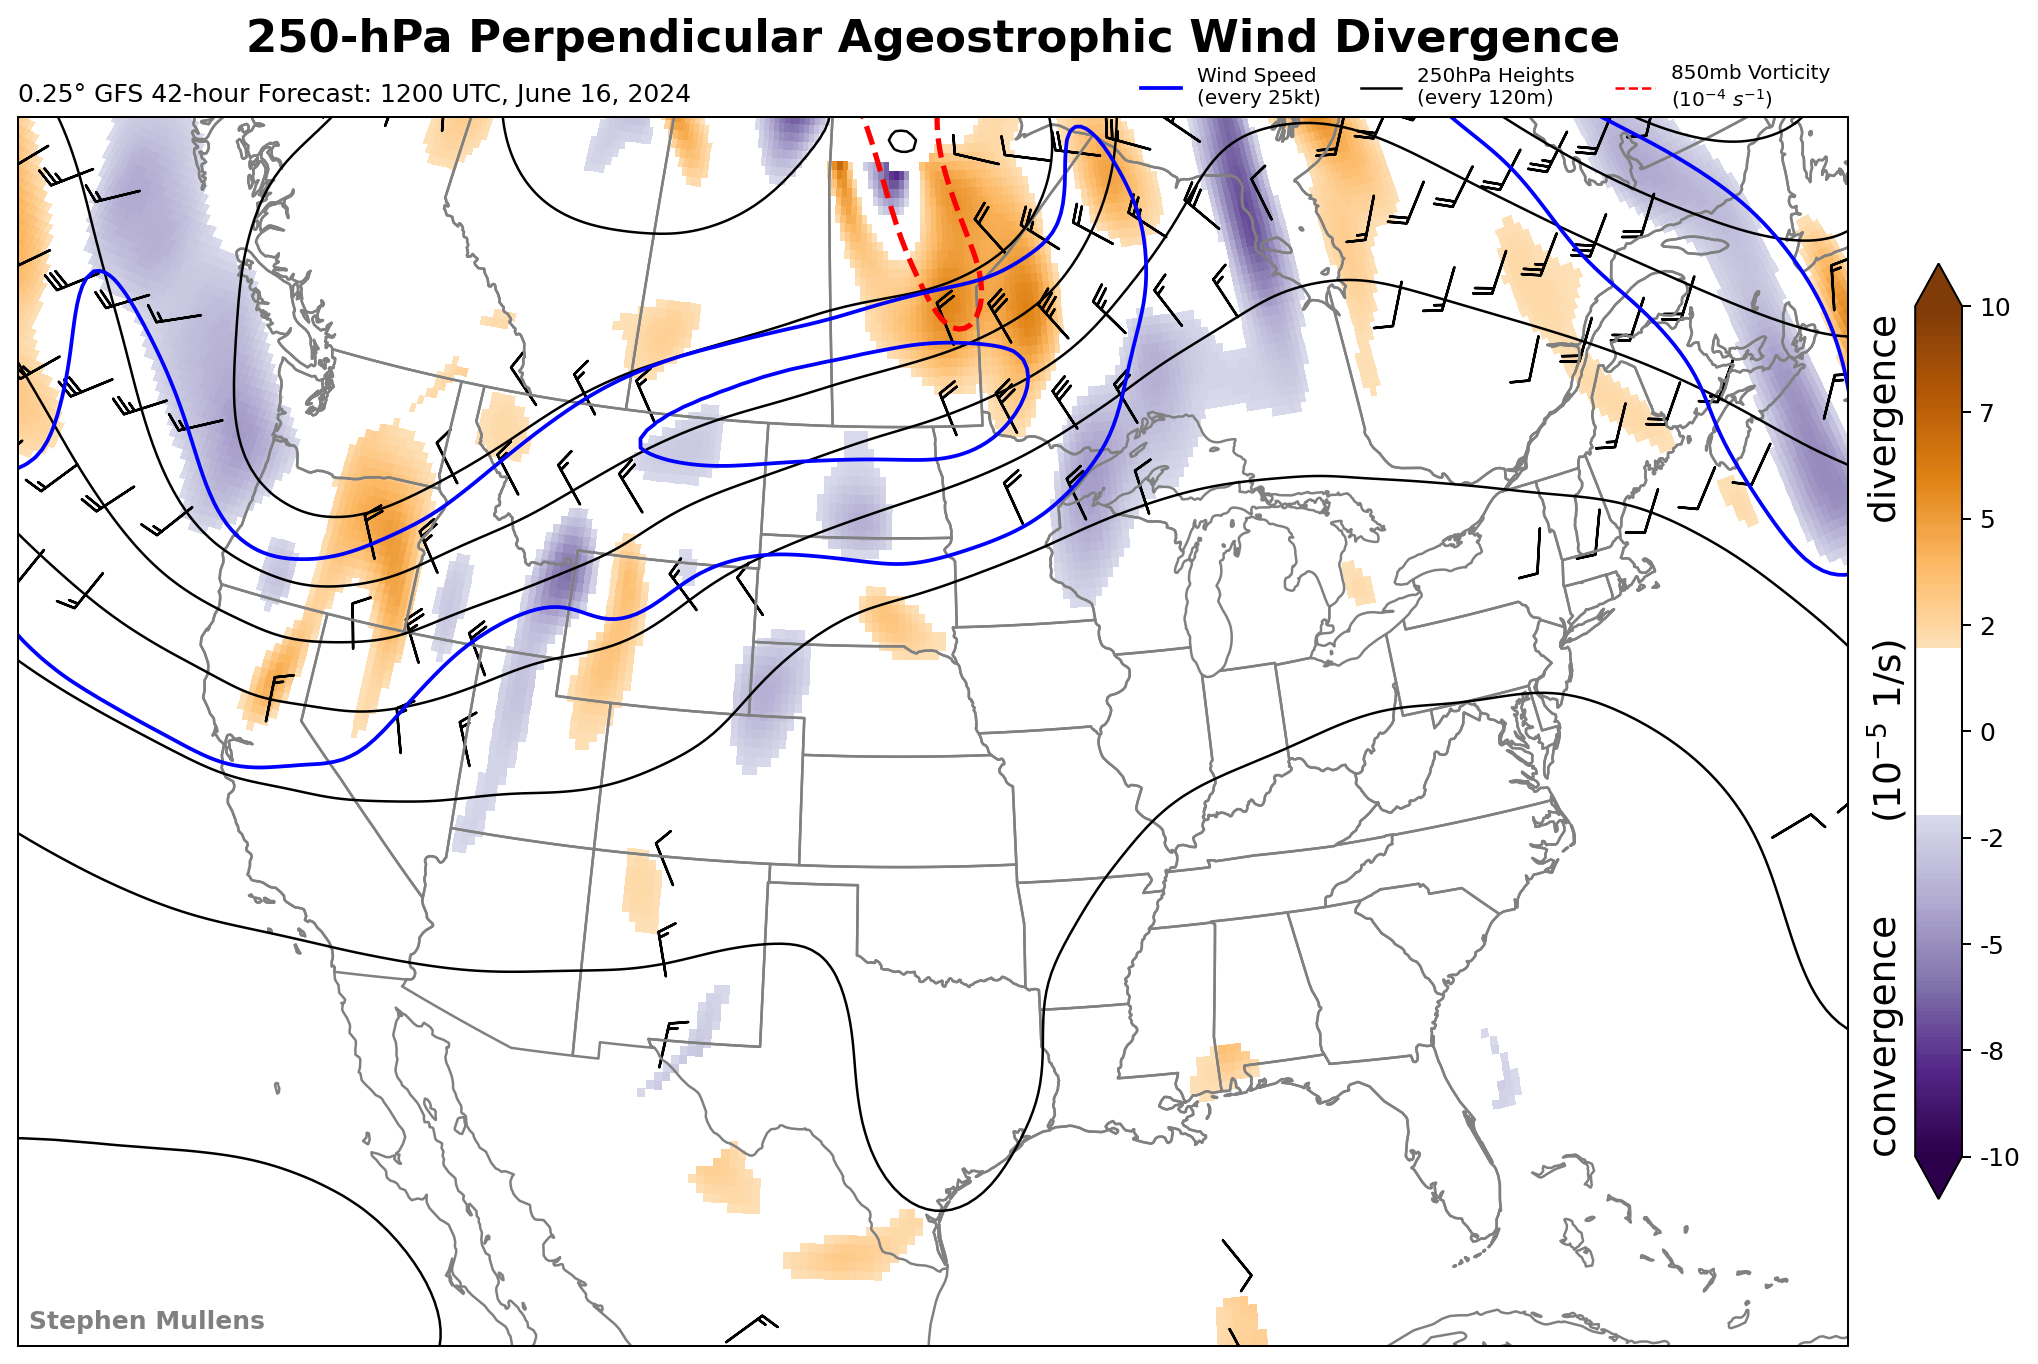 250-hPa Perpendicular Ageostrophic Wind Divergence
0.25° GFS 42-hour Forecast: 1200 UTC, June 16, 2024
Wind Speed
(every 25kt)
250hPa Heights
(every 120m)
850mb Vorticity
(10⁻⁴ s⁻¹)
10
7
5
2
0
-2
-5
-8
-10
convergence (10⁻⁵ 1/s) divergence
Stephen Mullens